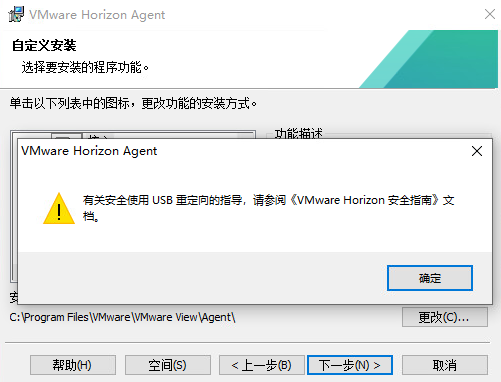 VMware Horizon Agent
自定义安装
选择要安装的程序功能。
单击以下列表中的图标，更改功能的安装方式。
功能描述
VMware Horizon Agent
有关安全使用 USB 重定向的指导，请参阅《VMware Horizon 安全指南》文
档。
确定
C:\Program Files\VMware\VMware View\Agent\
更改(C)...
帮助(H)
空间(S)
< 上一步(B)
下一步(N) >
取消